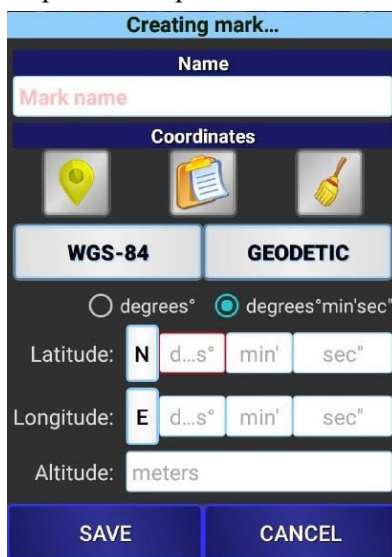 Creating mark...
Name
Mark name
Coordinates
WGS-84 GEODETIC
degrees° degrees°min'sec"
Latitude: N d...s° min' sec"
Longitude: E d...s° min' sec"
Altitude: meters
SAVE CANCEL